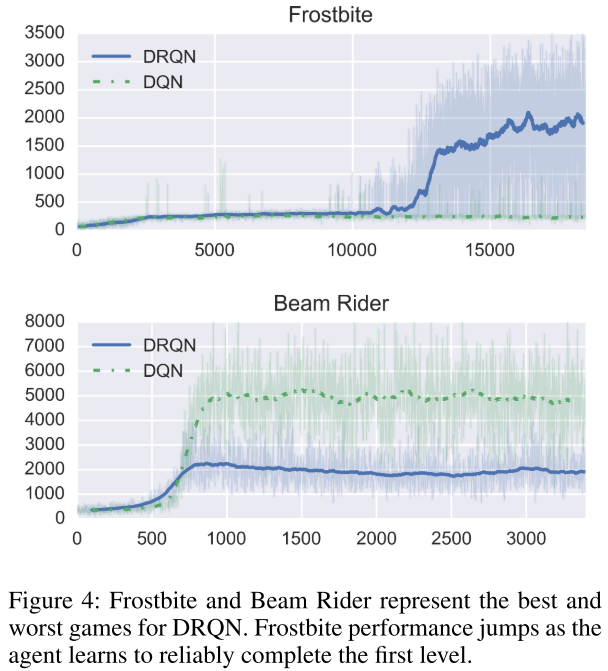 Frostbite
3500
3000
2500
2000
1500
1000
500
0
DRQN
DQN
0 5000 10000 15000
Beam Rider
8000
7000
6000
5000
4000
3000
2000
1000
0
DRQN
DQN
0 500 1000 1500 2000 2500 3000
Figure 4: Frostbite and Beam Rider represent the best and
worst games for DRQN. Frostbite performance jumps as the
agent learns to reliably complete the first level.